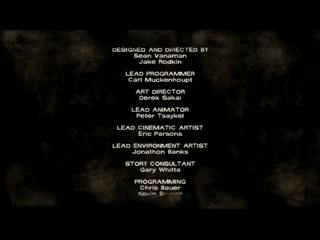 DESIGNED AND DIRECTED BY
Sean Vanaman
Jake Rodkin
LEAD PROGRAMMER
Carl Muckenhoupt
ART DIRECTOR
Derek Sakai
LEAD ANIMATOR
Peter Tsaykel
LEAD CINEMATIC ARTIST
Eric Parsons
LEAD ENVIRONMENT ARTIST
Jonathon Banks
STORY CONSULTANT
Gary Whitta
PROGRAMMING
Chris Bauer
Kevin